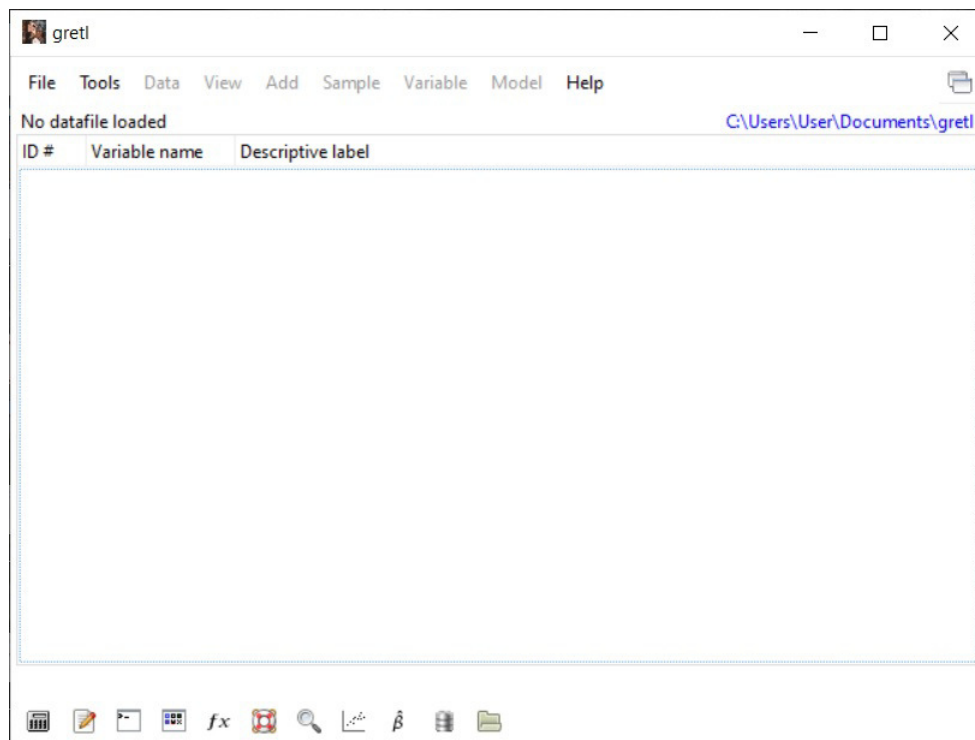 gretl
File Tools Data View Add Sample Variable Model Help
No datafile loaded C:\Users\User\Documents\gretl
ID # Variable name Descriptive label
fx β̂